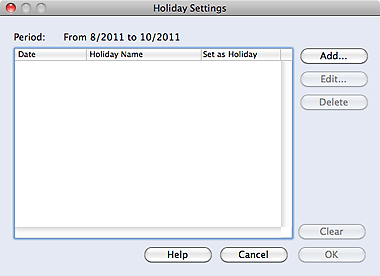 Holiday Settings
Period: From 8/2011 to 10/2011
Date Holiday Name Set as Holiday
Add...
Edit...
Delete
Clear
Help Cancel OK